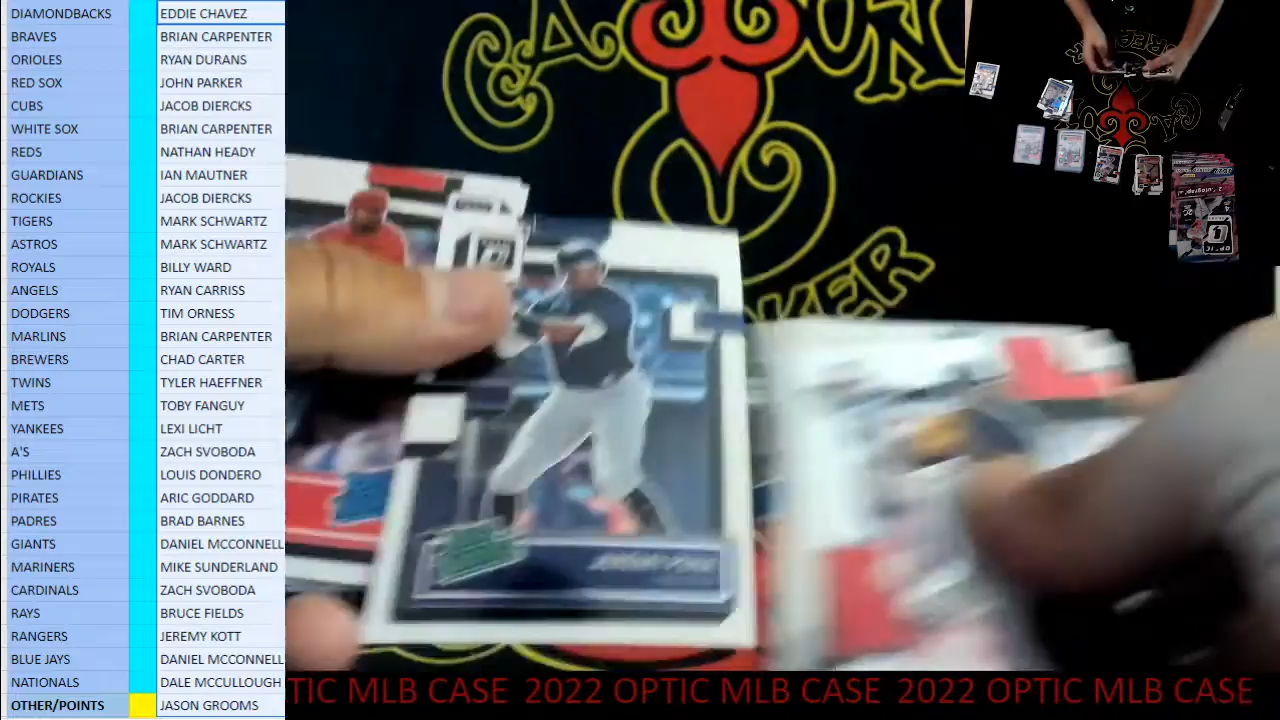 DIAMONDBACKS EDDIE CHAVEZ
BRAVES BRIAN CARPENTER
ORIOLES RYAN DURANS
RED SOX JOHN PARKER
CUBS JACOB DIERCKS
WHITE SOX BRIAN CARPENTER
REDS NATHAN HEADY
GUARDIANS IAN MAUTNER
ROCKIES JACOB DIERCKS
TIGERS MARK SCHWARTZ
ASTROS MARK SCHWARTZ
ROYALS BILLY WARD
ANGELS RYAN CARRISS
DODGERS TIM ORNESS
MARLINS BRIAN CARPENTER
BREWERS CHAD CARTER
TWINS TYLER HAEFFNER
METS TOBY FANGUY
YANKEES LEXI LICHT
A'S ZACH SVOBODA
PHILLIES LOUIS DONDERO
PIRATES ARIC GODDARD
PADRES BRAD BARNES
GIANTS DANIEL MCCONNELL
MARINERS MIKE SUNDERLAND
CARDINALS ZACH SVOBODA
RAYS BRUCE FIELDS
RANGERS JEREMY KOTT
BLUE JAYS DANIEL MCCONNELL
NATIONALS DALE MCCULLOUGH
OTHER/POINTS JASON GROOMS
TIC MLB CASE 2022 OPTIC MLB CASE 2022 OPTIC MLB CASE